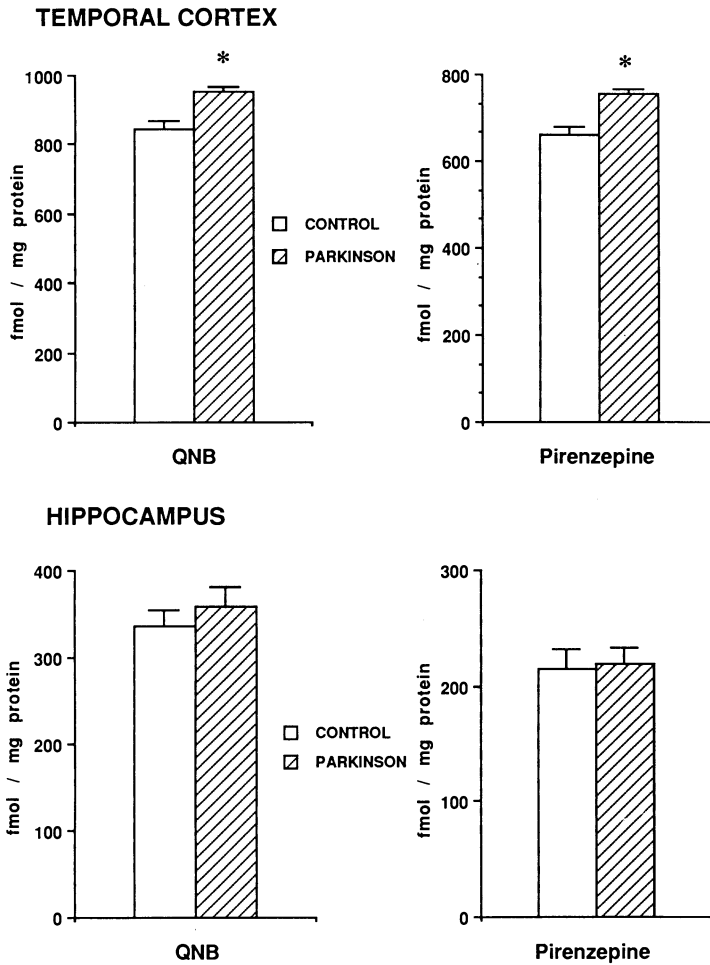 TEMPORAL CORTEX
*
1000
800
600
400
200
0
fmol / mg protein
QNB
CONTROL
PARKINSON
*
800
600
400
200
0
fmol / mg protein
Pirenzepine
HIPPOCAMPUS
400
300
200
100
0
fmol / mg protein
QNB
CONTROL
PARKINSON
300
200
100
0
fmol / mg protein
Pirenzepine